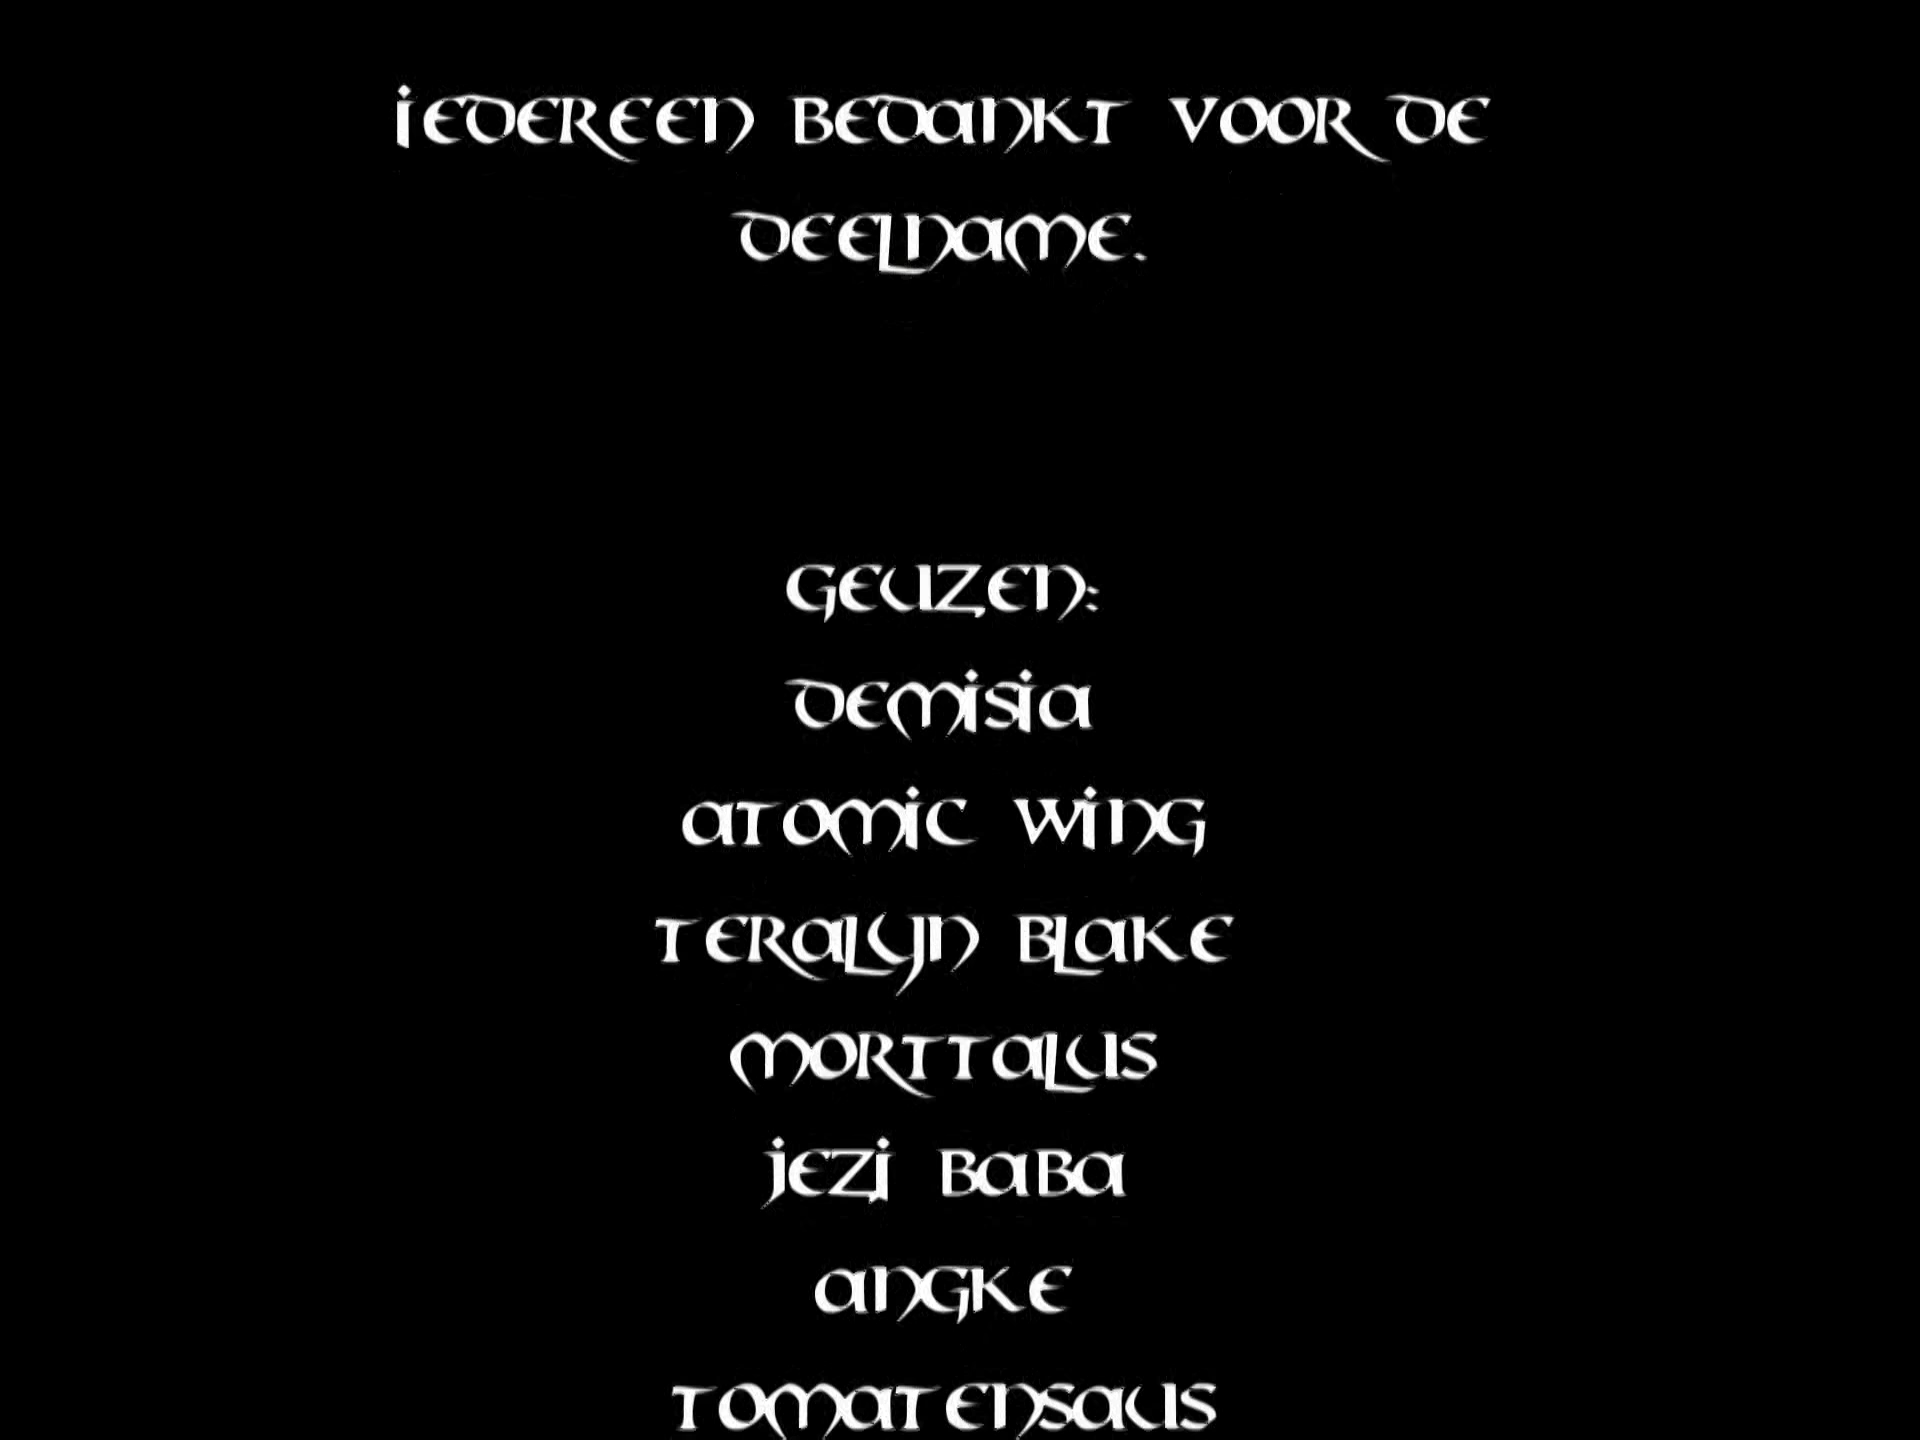 iedereen bedankt voor de
deelname.
Geuzen:
Demisia
Atomic Wing
Teralyn Blake
Morttalus
Jezi Baba
Angke
Tomatensaus